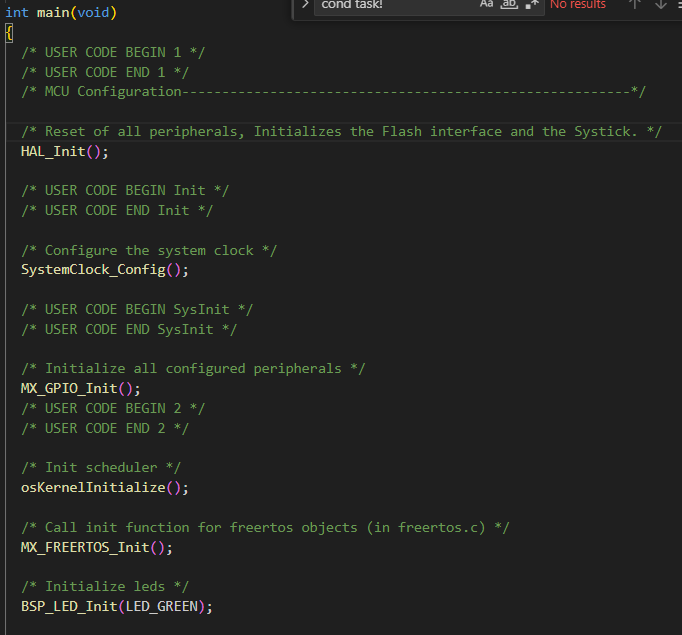 int main(void)
cond task!
Aa ab
No results
{
/* USER CODE BEGIN 1 */
/* USER CODE END 1 */
/* MCU Configuration--------------------------------------------------------*/
/* Reset of all peripherals, Initializes the Flash interface and the Systick. */
HAL_Init();
/* USER CODE BEGIN Init */
/* USER CODE END Init */
/* Configure the system clock */
SystemClock_Config();
/* USER CODE BEGIN SysInit */
/* USER CODE END SysInit */
/* Initialize all configured peripherals */
MX_GPIO_Init();
/* USER CODE BEGIN 2 */
/* USER CODE END 2 */
/* Init scheduler */
osKernelInitialize();
/* Call init function for freertos objects (in freertos.c) */
MX_FREERTOS_Init();
/* Initialize leds */
BSP_LED_Init(LED_GREEN);